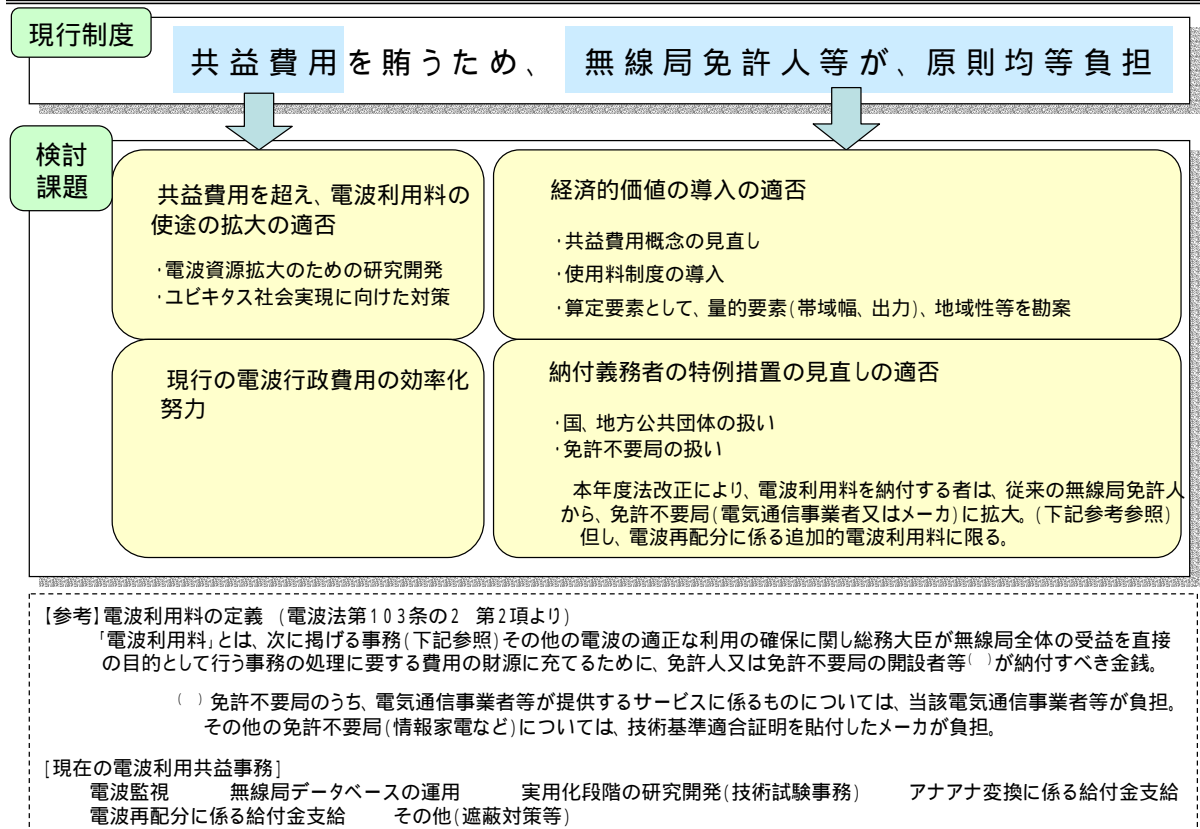 現行制度
共益費用を賄うため、 無線局免許人等が、原則均等負担
検討
課題
共益費用を超え、電波利用料の
使途の拡大の適否
・電波資源拡大のための研究開発
・ユビキタス社会実現に向けた対策
経済的価値の導入の適否
・共益費用概念の見直し
・使用料制度の導入
・算定要素として、量的要素(帯域幅、出力)、地域性等を勘案
現行の電波行政費用の効率化
努力
納付義務者の特例措置の見直しの適否
・国、地方公共団体の扱い
・免許不要局の扱い
本年度法改正により、電波利用料を納付する者は、従来の無線局免許人
から、免許不要局(電気通信事業者又はメーカ)に拡大。(下記参考参照)
但し、電波再配分に係る追加的電波利用料に限る。
【参考】電波利用料の定義 (電波法第103条の2 第2項より)
「電波利用料」とは、次に掲げる事務(下記参照)その他の電波の適正な利用の確保に関し総務大臣が無線局全体の受益を直接
の目的として行う事務の処理に要する費用の財源に充てるために、免許人又は免許不要局の開設者等( )が納付すべき金銭。
( ) 免許不要局のうち、電気通信事業者等が提供するサービスに係るものについては、当該電気通信事業者等が負担。
その他の免許不要局(情報家電など)については、技術基準適合証明を貼付したメーカが負担。
[現在の電波利用共益事務]
電波監視 無線局データベースの運用 実用化段階の研究開発(技術試験事務) アナアナ変換に係る給付金支給
電波再配分に係る給付金支給 その他(遮蔽対策等)